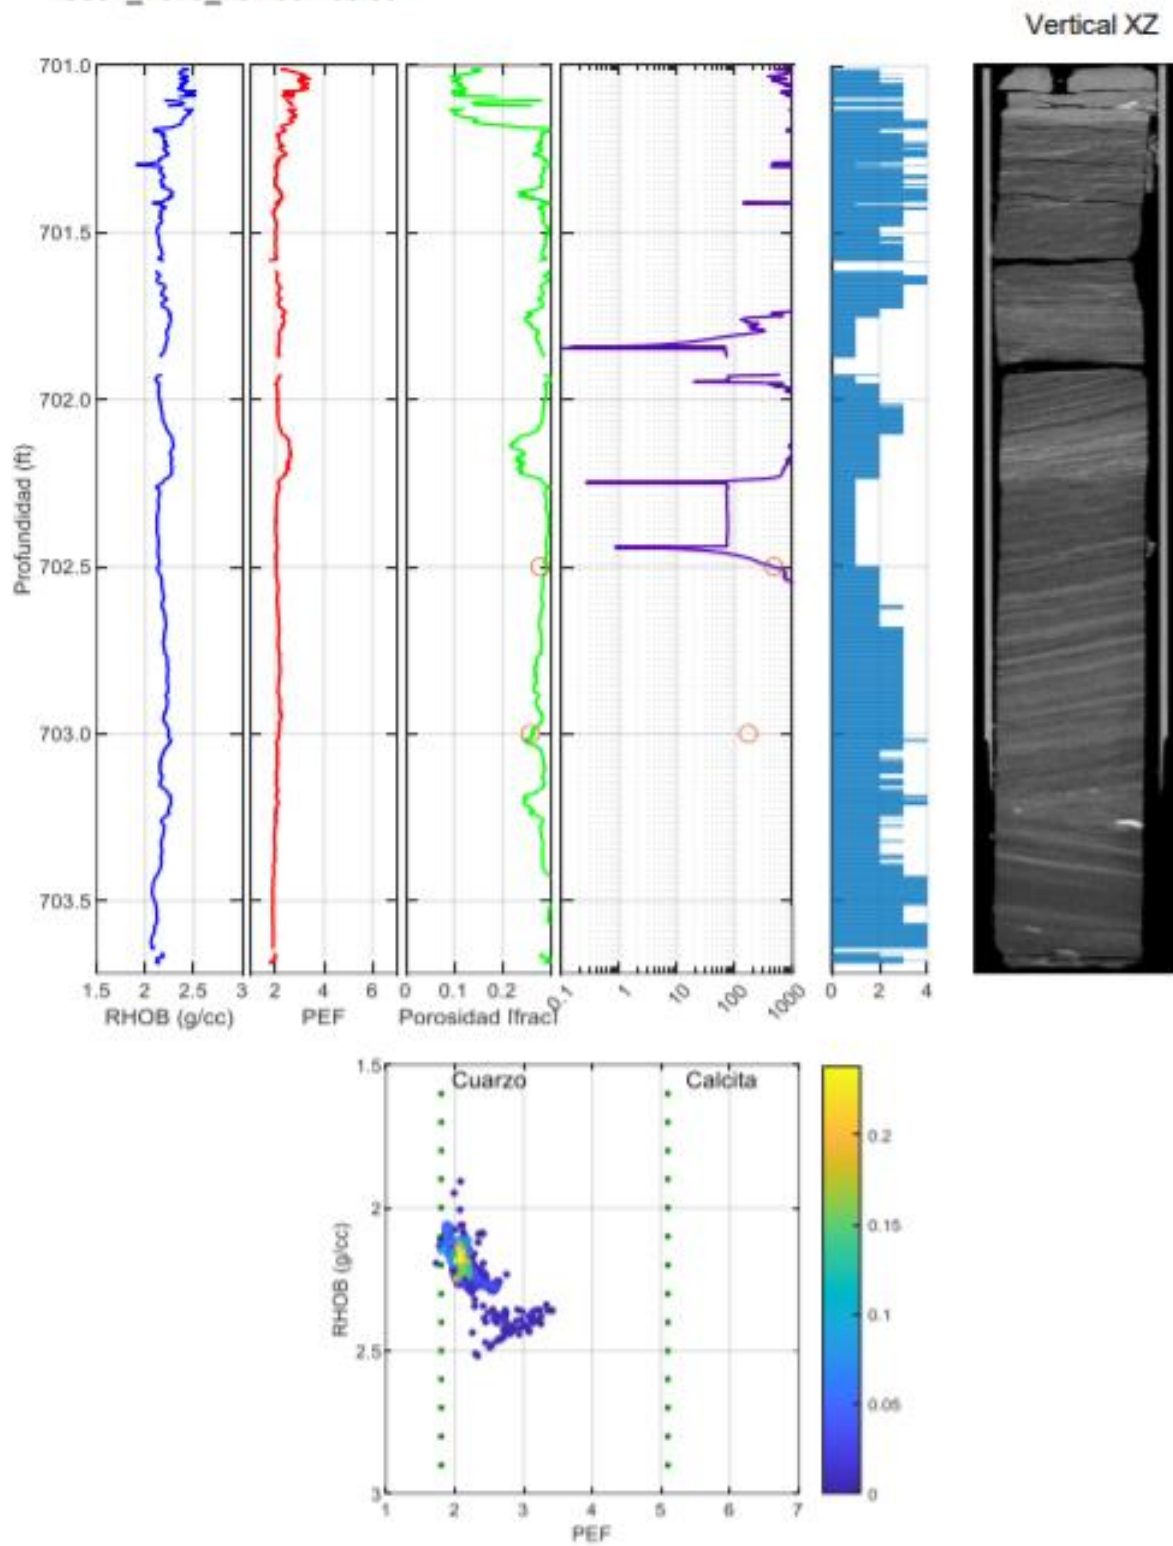 Vertical XZ
701.0
701.5
702.0
702.5
703.0
703.5
Profundidad (ft)
1.5 2 2.5 3
2 4 6
0 0.1 0.2
0.1 1 10 100 1000
0 2 4
RHOB (g/cc)
PEF
Porosidad [frac]
Cuarzo
Calcita
1.5
2
2.5
3
RHOB (g/cc)
1 2 3 4 5 6 7
PEF
0.2
0.15
0.1
0.05
0